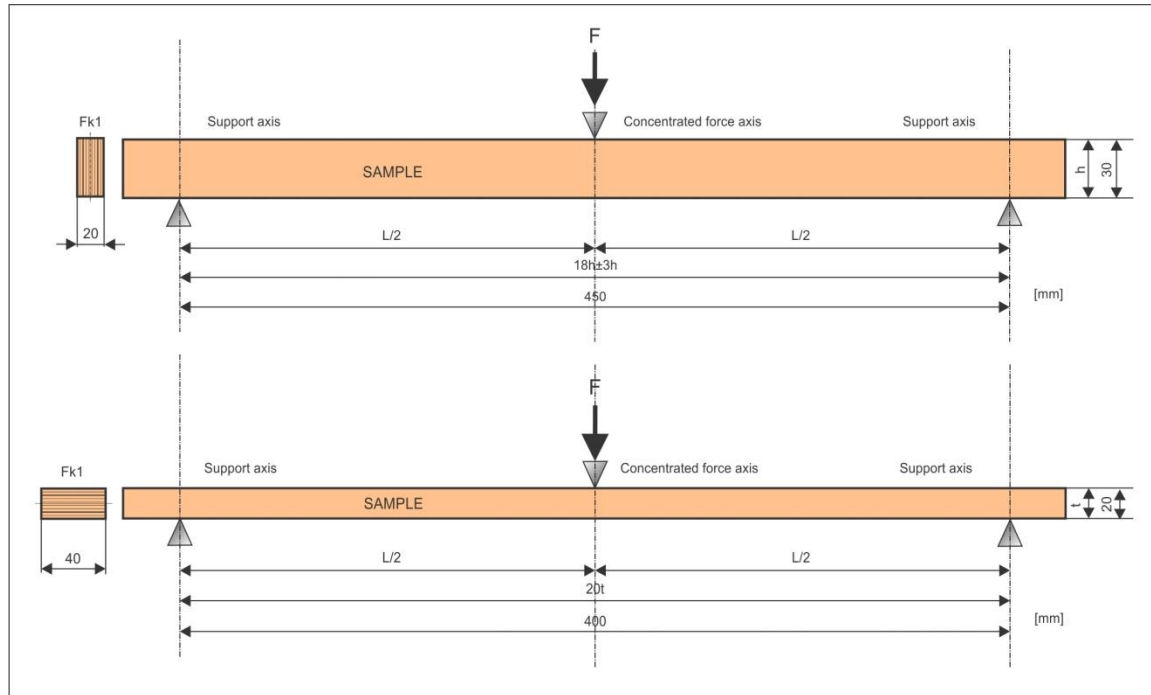 F
Fk1
Support axis
Concentrated force axis
Support axis
SAMPLE
h
30
20
L/2
L/2
18h±3h
450
[mm]
F
Fk1
Support axis
Concentrated force axis
Support axis
SAMPLE
t
20
40
L/2
L/2
20t
400
[mm]